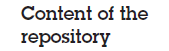 Content of the
repository